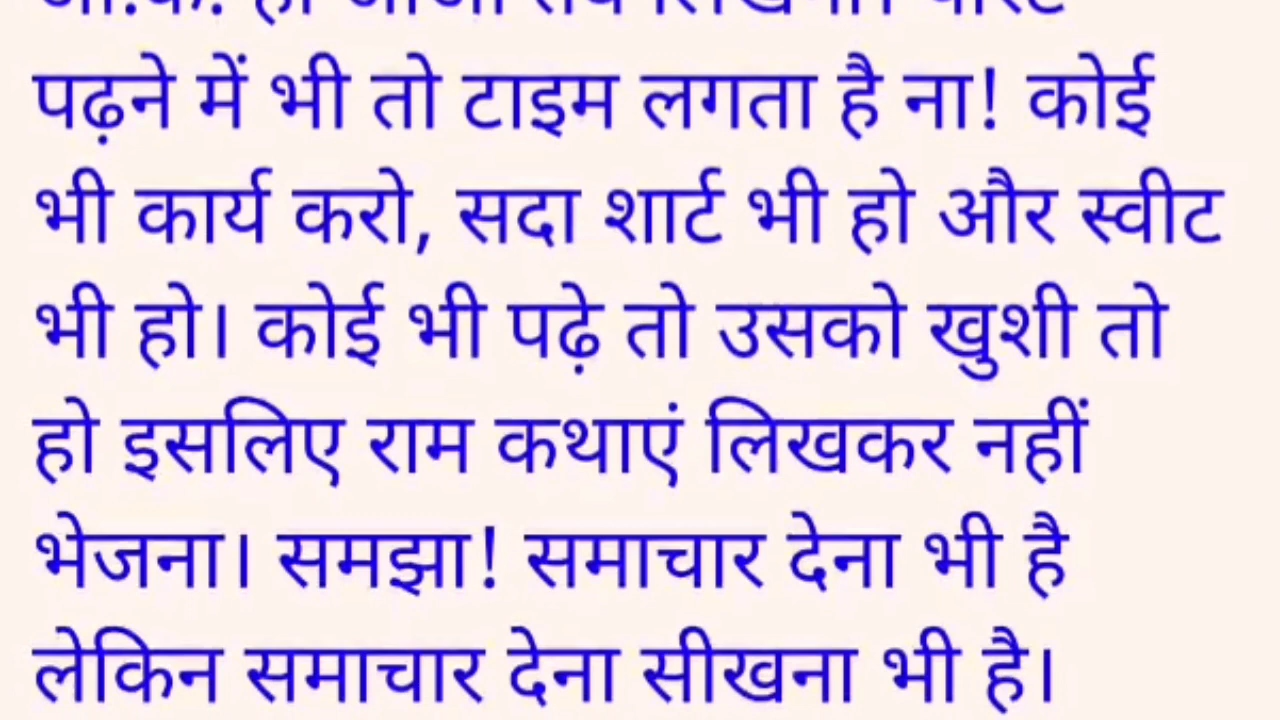 पढ़ने में भी तो टाइम लगता है ना! कोई
भी कार्य करो, सदा शार्ट भी हो और स्वीट
भी हो। कोई भी पढ़े तो उसको खुशी तो
हो इसलिए राम कथाएं लिखकर नहीं
भेजना। समझा! समाचार देना भी है
लेकिन समाचार देना सीखना भी है।